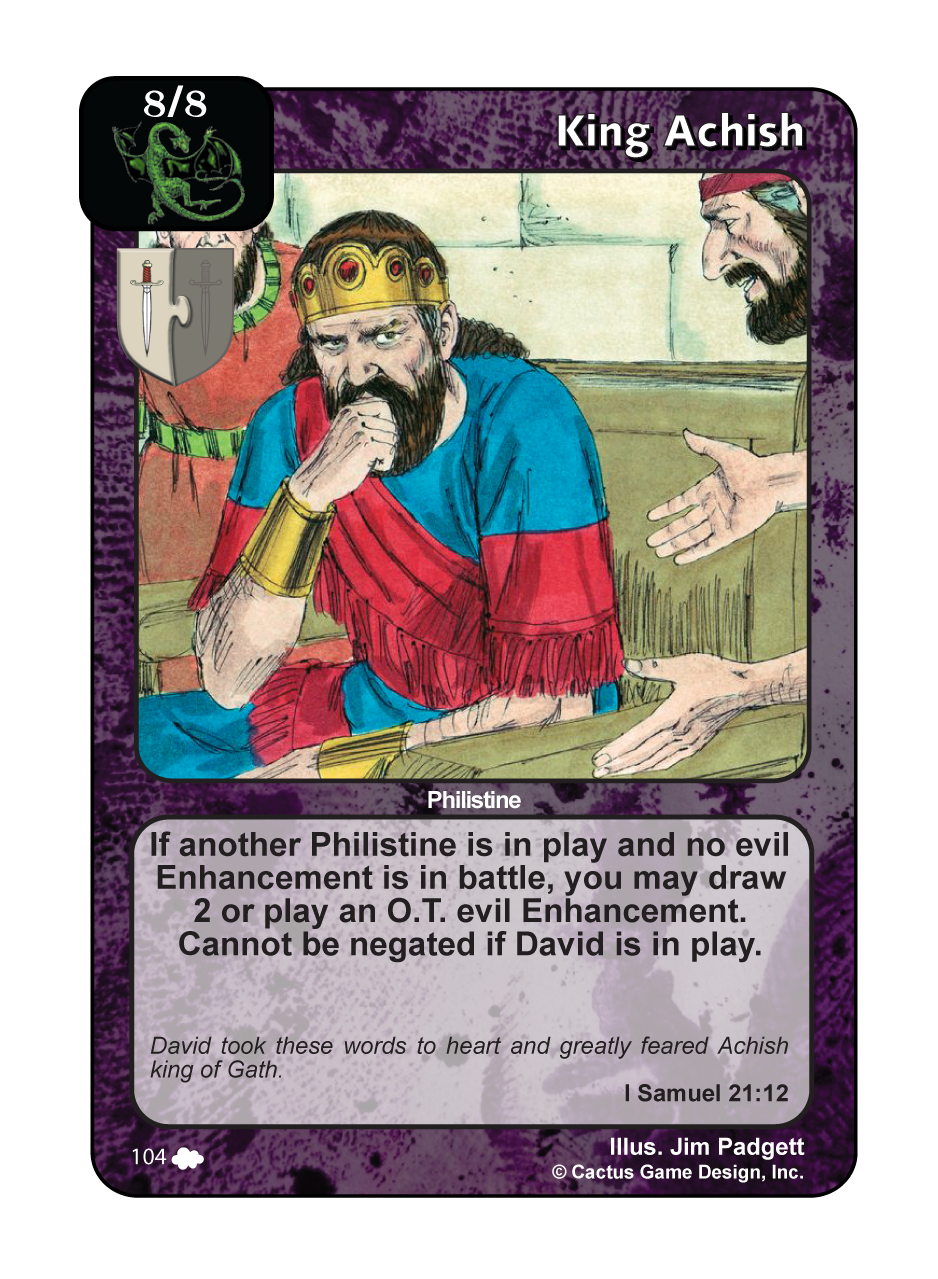 8/8
King Achish
Philistine
If another Philistine is in play and no evil
Enhancement is in battle, you may draw
2 or play an O.T. evil Enhancement.
Cannot be negated if David is in play.
David took these words to heart and greatly feared Achish
king of Gath.
I Samuel 21:12
104
Illus. Jim Padgett
© Cactus Game Design, Inc.